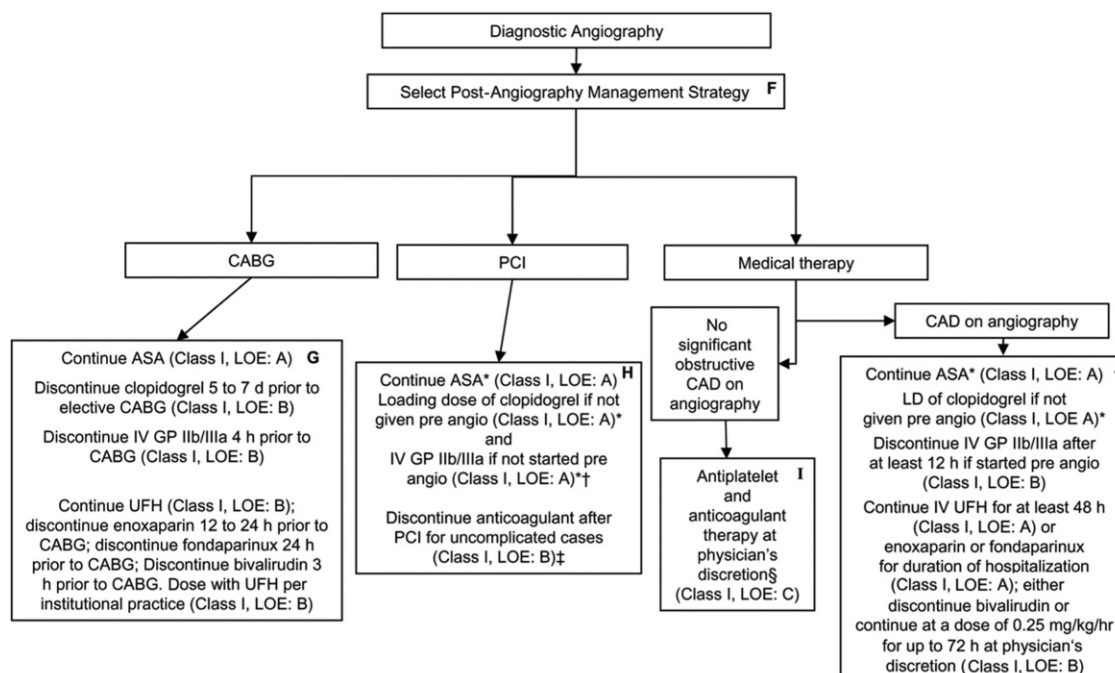 Diagnostic Angiography
Select Post-Angiography Management Strategy F
CABG
PCI
Medical therapy
Continue ASA (Class I, LOE: A) G
Discontinue clopidogrel 5 to 7 d prior to
elective CABG (Class I, LOE: B)
Discontinue IV GP IIb/IIIa 4 h prior to
CABG (Class I, LOE: B)
Continue UFH (Class I, LOE: B);
discontinue enoxaparin 12 to 24 h prior to
CABG; discontinue fondaparinux 24 h
prior to CABG; Discontinue bivalirudin 3
h prior to CABG. Dose with UFH per
institutional practice (Class I, LOE: B)
Continue ASA* (Class I, LOE: A) H
Loading dose of clopidogrel if not
given pre angio (Class I, LOE: A)*
and
IV GP IIb/IIIa if not started pre
angio (Class I, LOE: A)*†
Discontinue anticoagulant after
PCI for uncomplicated cases
(Class I, LOE: B)‡
No
significant
obstructive
CAD on
angiography
Antiplatelet I
and
anticoagulant
therapy at
physician's
discretion§
(Class I, LOE: C)
CAD on angiography
Continue ASA* (Class I, LOE: A)
LD of clopidogrel if not
given pre angio (Class I, LOE A)*
Discontinue IV GP IIb/IIIa after
at least 12 h if started pre angio
(Class I, LOE: B)
Continue IV UFH for at least 48 h
(Class I, LOE: A) or
enoxaparin or fondaparinux
for duration of hospitalization
(Class I, LOE: A); either
discontinue bivalirudin or
continue at a dose of 0.25 mg/kg/hr
for up to 72 h at physician's
discretion (Class I, LOE: B)